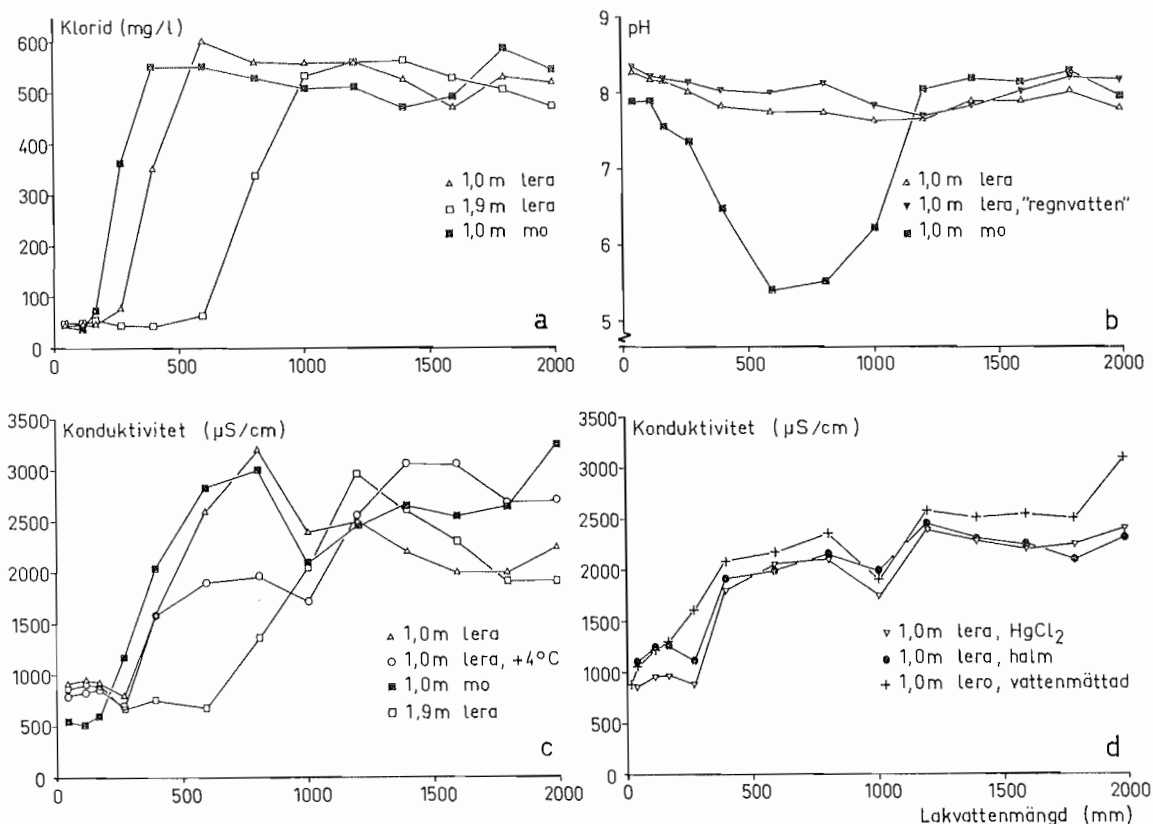 Klorid (mg/l)
600
500
400
300
200
100
0
0
500
1000
1500
2000
1,0 m lera
1,9 m lera
1,0 m mo
a
pH
9
8
7
6
5
0
500
1000
1500
2000
1,0 m lera
1,0 m lera, "regnvatten"
1,0 m mo
b
Konduktivitet (µS/cm)
3500
3000
2500
2000
1500
1000
500
0
0
500
1000
1500
2000
1,0 m lera
1,0 m lera, +4°C
1,0 m mo
1,9 m lera
c
Konduktivitet (µS/cm)
3500
3000
2500
2000
1500
1000
500
0
0
500
1000
1500
2000
1,0 m lera, HgCl₂
1,0 m lera, halm
1,0 m lero, vattenmättad
d
Lakvattenmängd (mm)